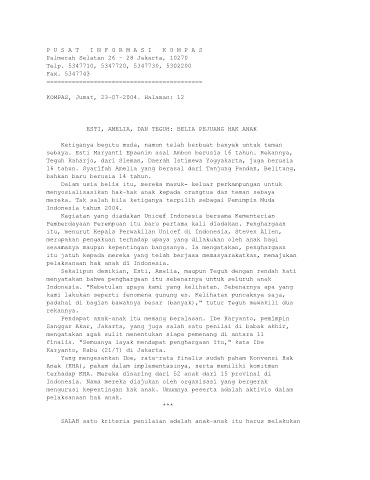 P U S A T   I N F O R M A S I   K O M P A S
Palmerah Selatan 26 - 28 Jakarta, 10270
Telp. 5347710, 5347720, 5347730, 5302200
Fax. 5347743
============================================
KOMPAS, Jumat, 23-07-2004. Halaman: 12
ESTI, AMELIA, DAN TEGUH: BELIA PEJUANG HAK ANAK
Ketiganya begitu muda, namun telah berbuat banyak untuk teman
sebaya. Esti Maryanti Epaenim asal Ambon berusia 16 tahun. Rekannya,
Teguh Raharjo, dari Sleman, Daerah Istimewa Yogyakarta, juga berusia
16 tahun. Syarifah Amelia yang berasal dari Tanjung Pandan, Belitung,
bahkan baru berusia 14 tahun.
Dalam usia belia itu, mereka masuk- keluar perkampungan untuk
menyosialisasikan hak-hak anak kepada orangtua dan teman sebaya
mereka. Tak salah bila ketiganya terpilih sebagai Pemimpin Muda
Indonesia tahun 2004.
Kegiatan yang diadakan Unicef Indonesia bersama Kementerian
Pemberdayaan Perempuan itu baru pertama kali diadakan. Penghargaan
itu, menurut Kepala Perwakilan Unicef di Indonesia, Steven Allen,
merupakan pengakuan terhadap upaya yang dilakukan oleh anak bagi
sesamanya maupun kepentingan bangsanya. Ia mengatakan, penghargaan
itu jatuh kepada mereka yang telah berjasa memasyarakatkan, memajukan
pelaksanaan hak anak di Indonesia.
Sekalipun demikian, Esti, Amelia, maupun Teguh dengan rendah hati
menyatakan bahwa penghargaan itu sebenarnya untuk seluruh anak
Indonesia. "Kebetulan upaya kami yang kelihatan. Sebenarnya apa yang
kami lakukan seperti fenomena gunung es. Kelihatan puncaknya saja,
padahal di bagian bawahnya besar (banyak)," tutur Teguh mewakili dua
rekannya.
Pendapat anak-anak itu memang beralasan. Ibe Karyanto, pemimpin
Sanggar Akar, Jakarta, yang juga salah satu penilai di babak akhir,
mengatakan agak sulit menentukan siapa pemenang di antara 11
finalis. "Semuanya layak mendapat penghargaan itu," kata Ibe
Karyanto, Rabu (21/7) di Jakarta.
Yang mengesankan Ibe, rata-rata finalis sudah paham Konvensi Hak
Anak (KHA), paham dalam implementasinya, serta memiliki komitmen
terhadap KHA. Mereka disaring dari 52 anak dari 15 provinsi di
Indonesia. Nama mereka diajukan oleh organisasi yang bergerak
mengurusi kepentingan hak anak. Umumnya peserta adalah aktivis dalam
pelaksanaan hak anak.
***
SALAH satu kriteria penilaian adalah anak-anak itu harus melakukan